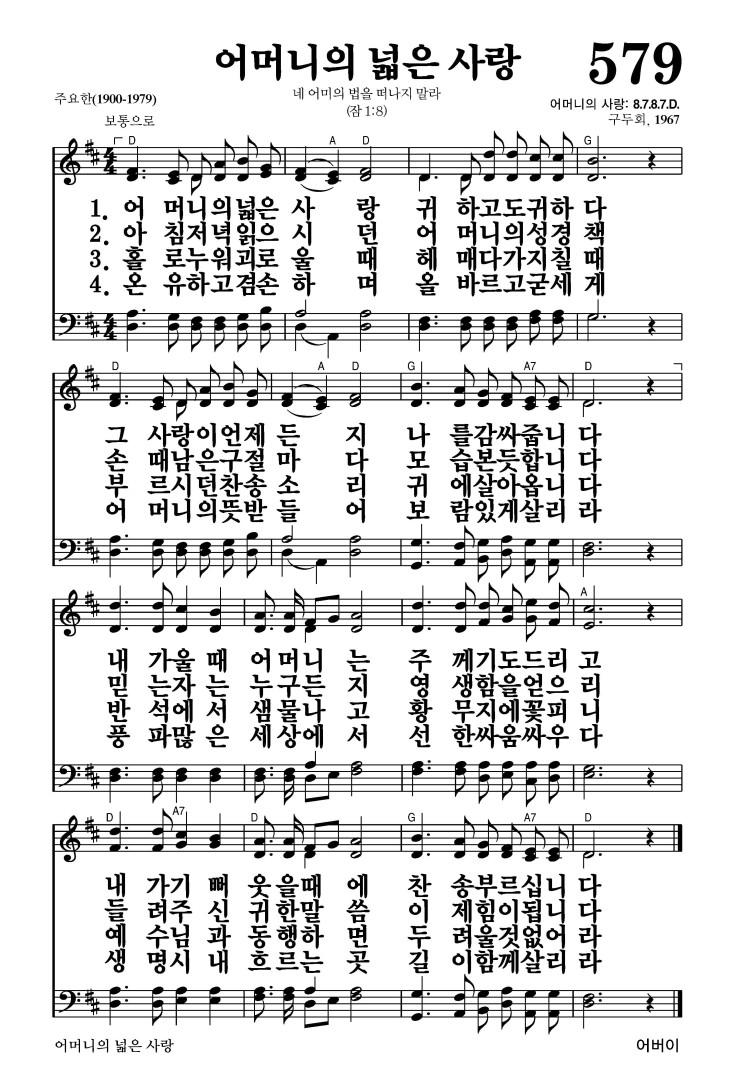 어머니의 넓은 사랑 579
네 어미의 법을 떠나지 말라
(잠 1:8)
주요한(1900-1979)
어머니의 사랑: 8.7.8.7.D.
구두회, 1967
보통으로
D A D G
1. 어 머니의넓은 사 랑 귀 하고도귀하 다
2. 아 침저녁읽으 시 던 어 머니의성경 책
3. 홀 로누워괴로 울 때 헤 매다가지칠 때
4. 온 유하고겸손 하 며 올 바르고굳세 게
D A D G A7 D
그 사랑이언제 든 지 나 를감싸줍니 다
손 때남은구절 마 다 모 습본듯합니 다
부 르시던찬송 소 리 귀 에살아옵니 다
어 머니의뜻받 들 어 보 람있게살리 라
A
내 가울 때 어머니 는 주 께기도드리 고
믿 는자 는 누구든 지 영 생함을얻으 리
반 석에 서 샘물나 고 황 무지에꽃피 니
풍 파많 은 세상에 서 선 한싸움싸우 다
D A7 D G A7 D
내 가기 뻐 웃을때 에 찬 송부르십니 다
들 려주 신 귀한말 씀 이 제힘이됩니 다
예 수님 과 동행하 면 두 려울것없어 라
생 명시 내 흐르는 곳 길 이함께살리 라
어머니의 넓은 사랑
어버이